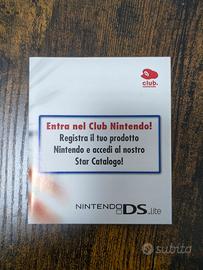 club.
Entra nel Club Nintendo!
Registra il tuo prodotto
Nintendo e accedi al nostro
Star Catalogo!
NINTENDO DS Lite
subito